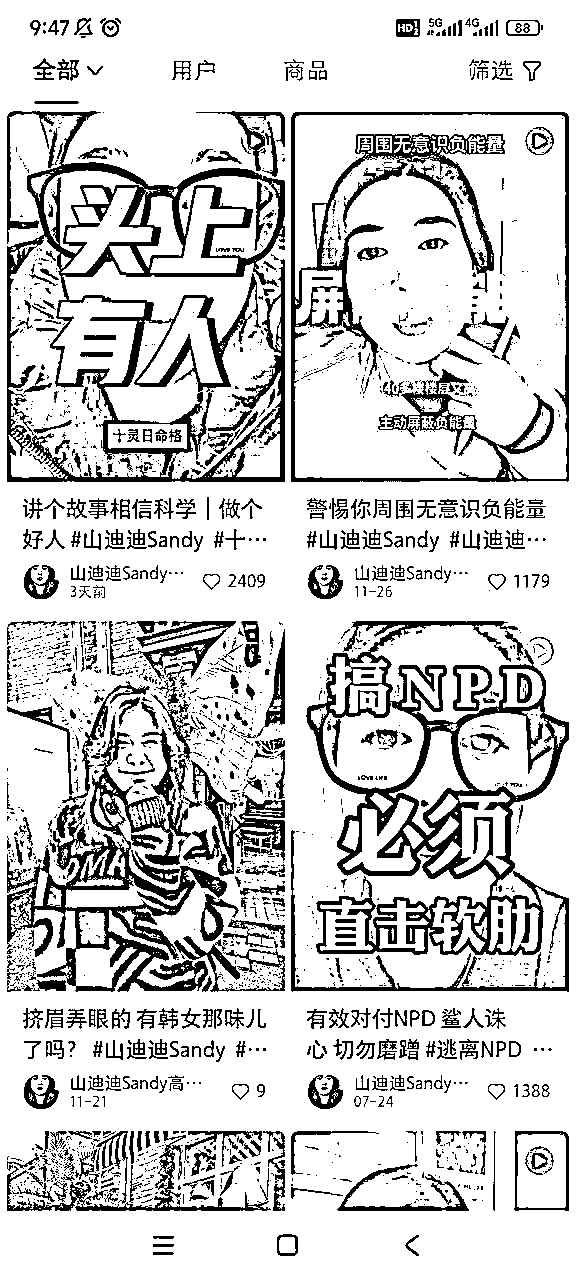 9:47
HD 5G 4G 88
全部 用户 商品 筛选
头上
LOVE YOU
有人
十灵日命格
周围无意识负能量
屏
主动屏蔽负能量
讲个故事相信科学｜做个
好人 #山迪迪Sandy #十…
山迪迪Sandy…
3天前
2409
警惕你周围无意识负能量
#山迪迪Sandy #山迪迪…
山迪迪Sandy…
11-26
1179
搞NPD
LOVE LIFE
必须
直击软肋
挤眉弄眼的 有韩女那味儿
了吗？ #山迪迪Sandy #…
山迪迪Sandy高…
11-21
9
有效对付NPD 鲨人诛
心 切勿磨蹭 #逃离NPD …
山迪迪Sandy…
07-24
1388